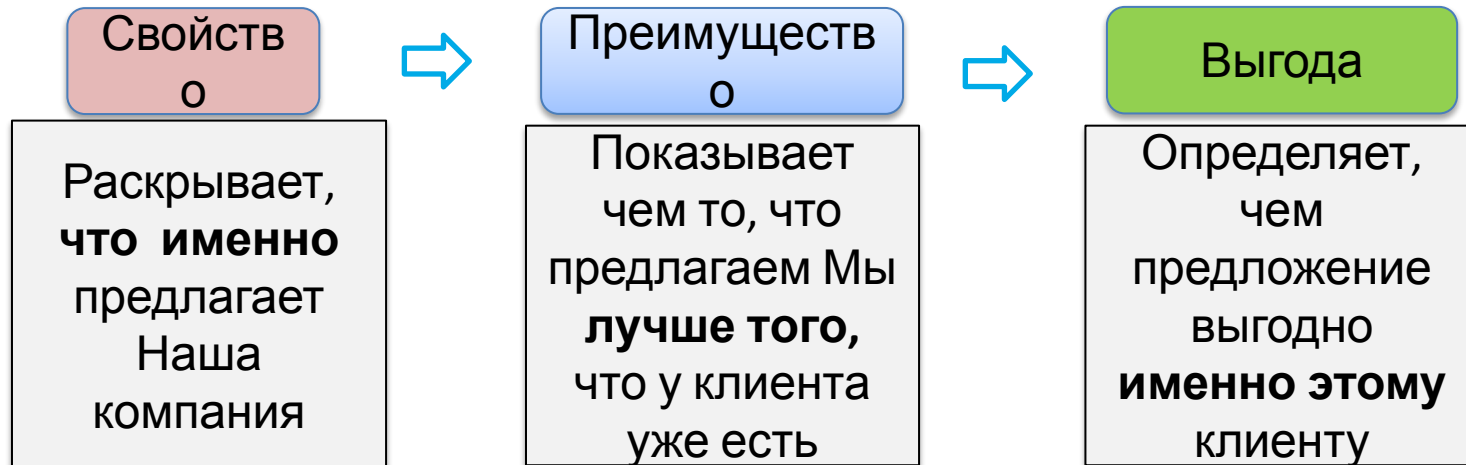 Свойств
о
Раскрывает,
что именно
предлагает
Наша
компания
Преимуществ
о
Показывает
чем то, что
предлагаем Мы
лучше того,
что у клиента
уже есть
Выгода
Определяет,
чем
предложение
выгодно
именно этому
клиенту